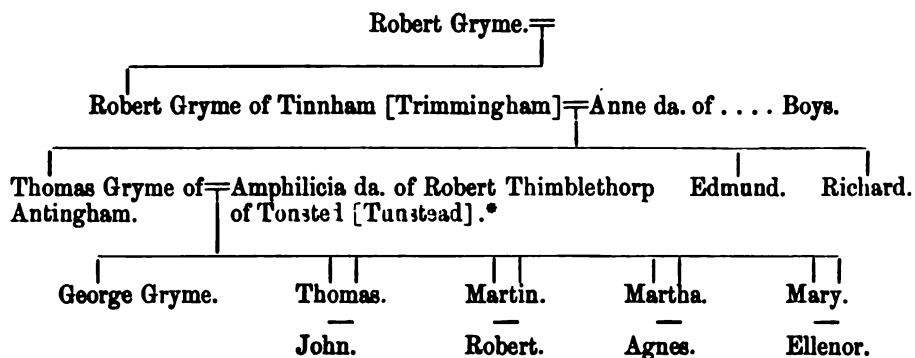 Robert Gryme.
Robert Gryme of Tinnham [Trimmingham] Anne da. of . . . . Boys.
Thomas Gryme of Amphilicia da. of Robert Thimblethorp Edmund. Richard.
Antingham. of Tonstel [Tunstead].*
George Gryme. Thomas. Martin. Martha. Mary.
John. Robert. Agnes. Ellenor.